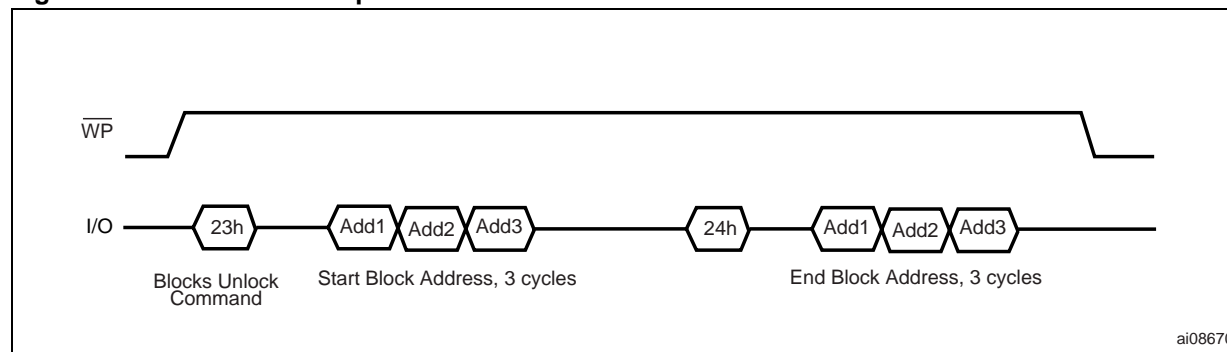 WP
I/O
23h
Add1
Add2
Add3
24h
Add1
Add2
Add3
Blocks Unlock
Command
Start Block Address, 3 cycles
End Block Address, 3 cycles